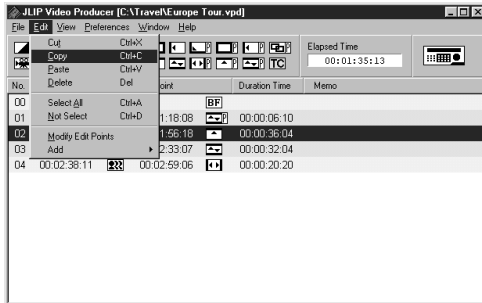 JLIP Video Producer [C:\Travel\Europe Tour.vpd]
File Edit View Preferences Window Help
Cut Ctrl+X
Copy Ctrl+C
Paste Ctrl+V
Delete Del
Select All Ctrl+A
Not Select Ctrl+D
Modify Edit Points
Add
P P P
P P P TC
Elapsed Time
00:01:35:13
No. oint Duration Time Memo
00 BF
01 1:18:08 P 00:00:06:10
02 1:56:18 00:00:36:04
03 2:33:07 00:00:32:04
04 00:02:38:11 00:02:59:06 00:00:20:20